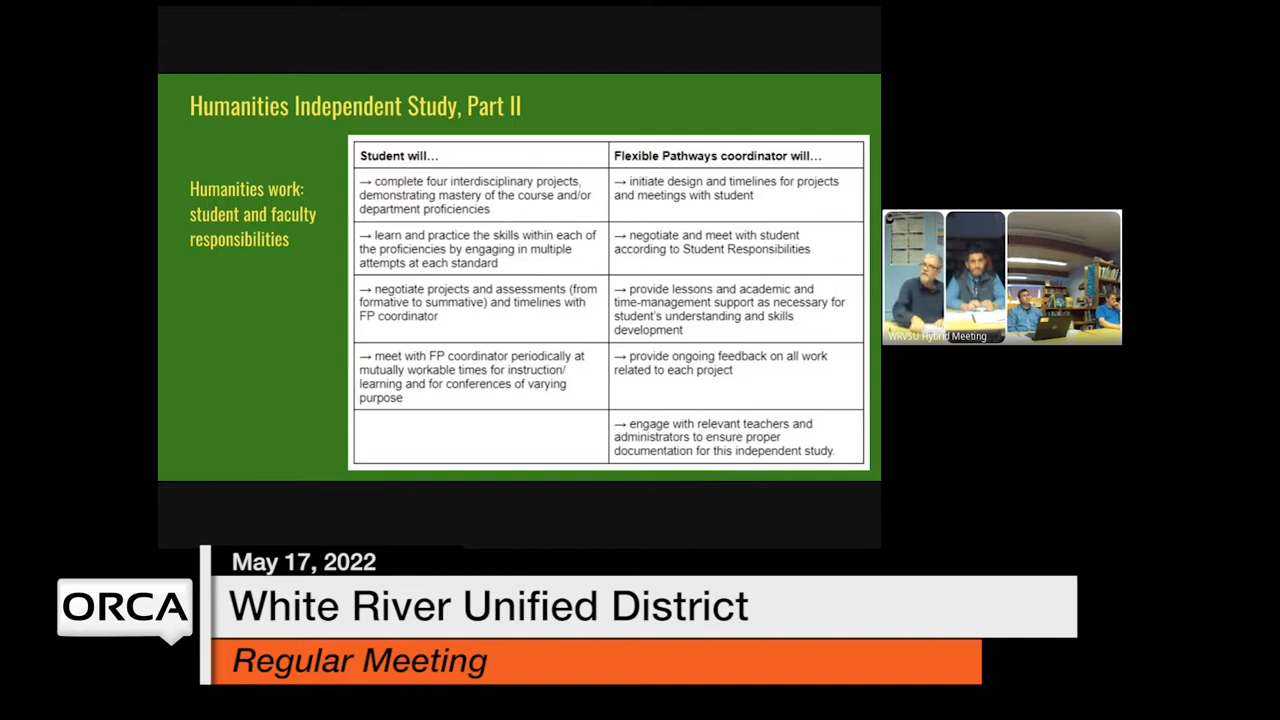 Humanities Independent Study, Part II
Humanities work:
student and faculty
responsibilities
Student will...
Flexible Pathways coordinator will...
→ complete four interdisciplinary projects,
demonstrating mastery of the course and/or
department proficiencies
→ initiate design and timelines for projects
and meetings with student
→ learn and practice the skills within each of
the proficiencies by engaging in multiple
attempts at each standard
→ negotiate and meet with student
according to Student Responsibilities
→ negotiate projects and assessments (from
formative to summative) and timelines with
FP coordinator
→ provide lessons and academic and
time-management support as necessary for
student's understanding and skills
development
→ meet with FP coordinator periodically at
mutually workable times for instruction/
learning and for conferences of varying
purpose
→ provide ongoing feedback on all work
related to each project
→ engage with relevant teachers and
administrators to ensure proper
documentation for this independent study.
WRVSU Hybrid Meeting
May 17, 2022
ORCA
White River Unified District
Regular Meeting